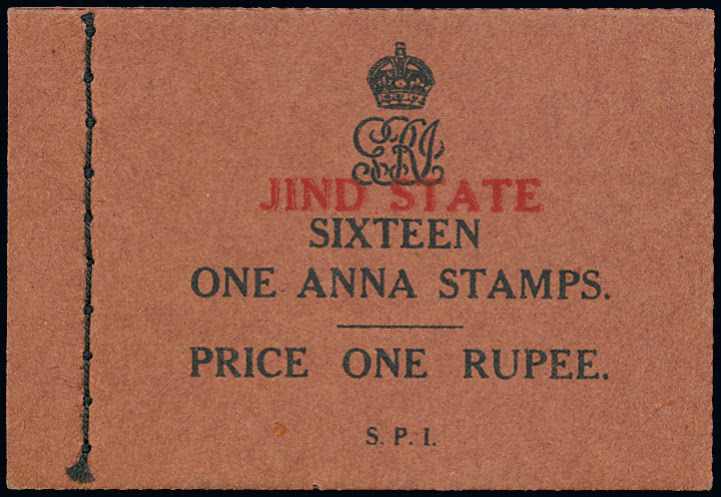 GRI
JIND STATE
SIXTEEN
ONE ANNA STAMPS.
PRICE ONE RUPEE.
S. P. I.